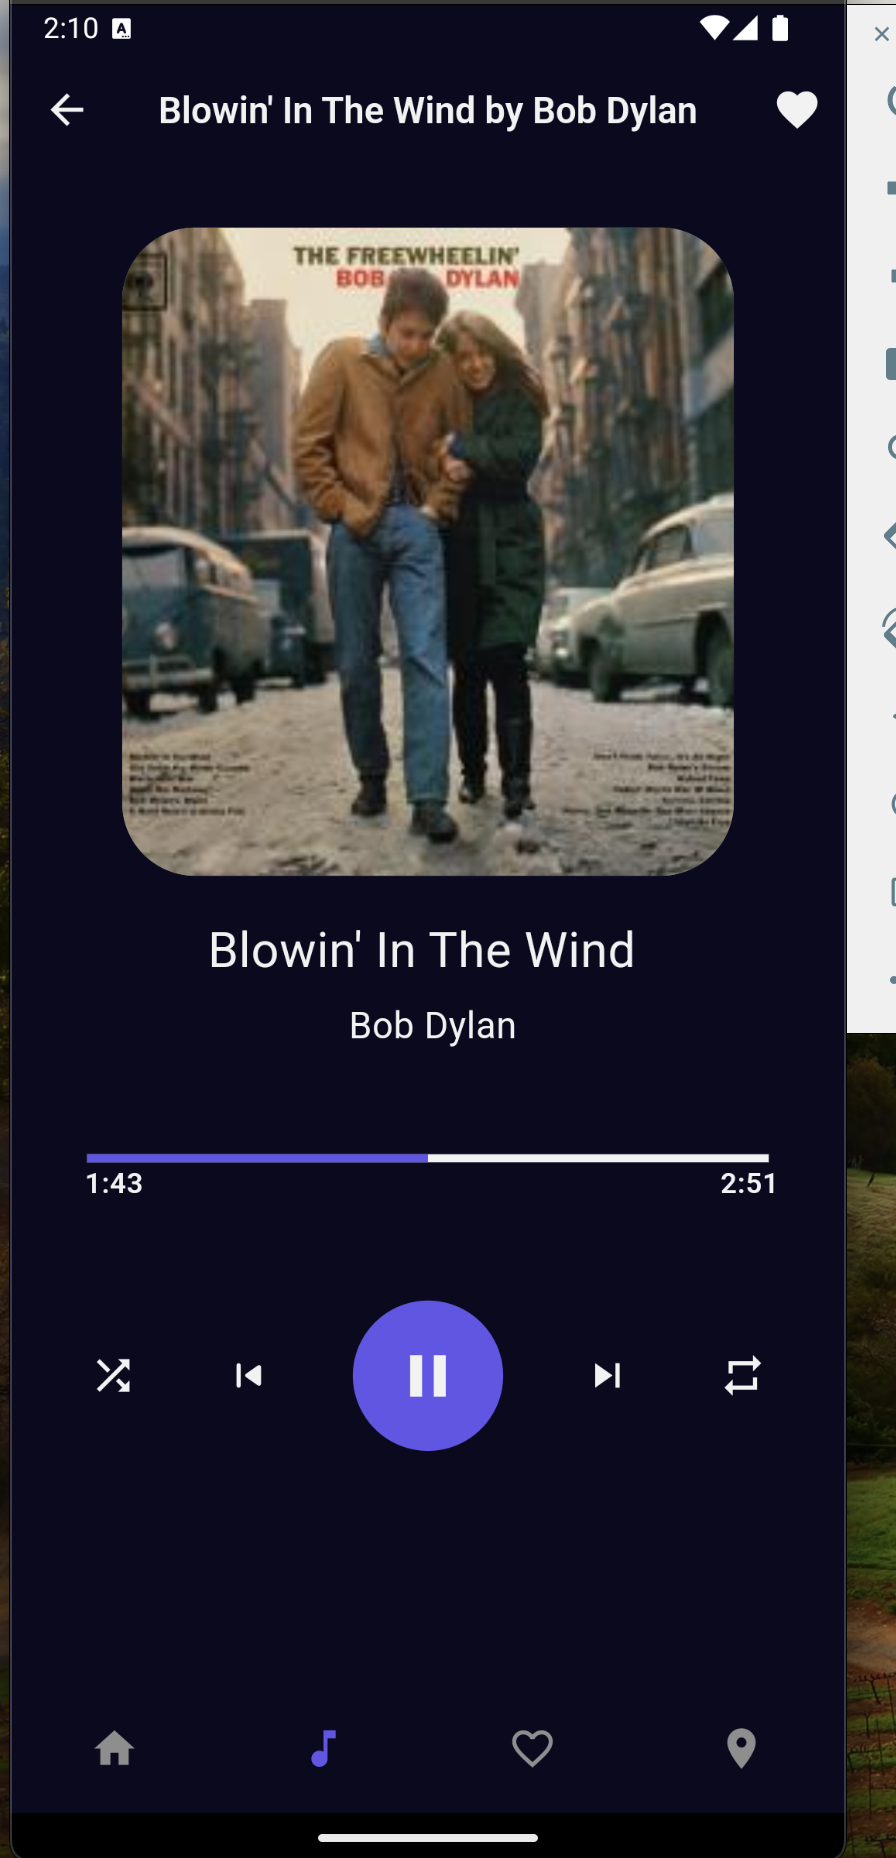 2:10
Blowin' In The Wind by Bob Dylan
THE FREEWHEELIN'
BOB DYLAN
Blowin' In The Wind
Bob Dylan
1:43
2:51